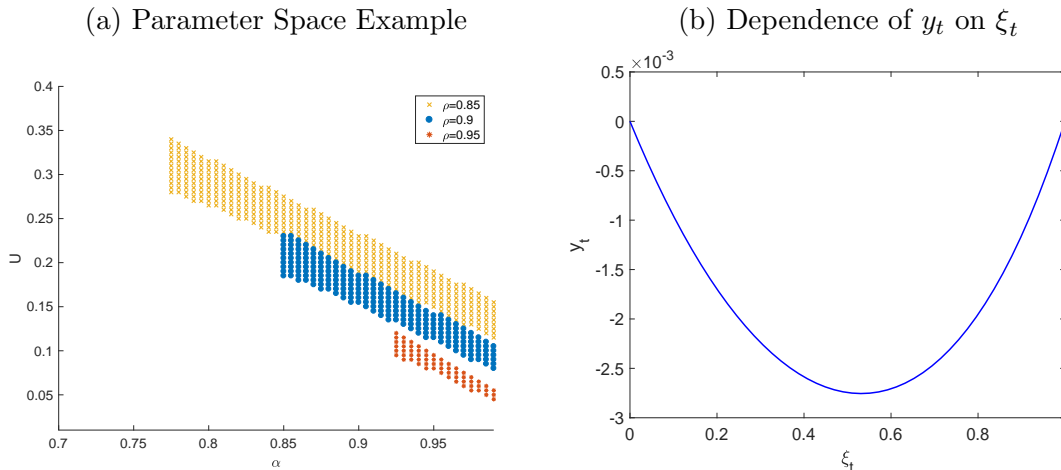 (a) Parameter Space Example
0.4
0.35
0.3
0.25
0.2
0.15
0.1
0.05
U
0.7 0.75 0.8 0.85 0.9 0.95
α
ρ=0.85
ρ=0.9
ρ=0.95
(b) Dependence of y_t on ξ_t
×10⁻³
0.5
0
-0.5
-1
-1.5
-2
-2.5
-3
y_t
0 0.2 0.4 0.6 0.8
ξ_t